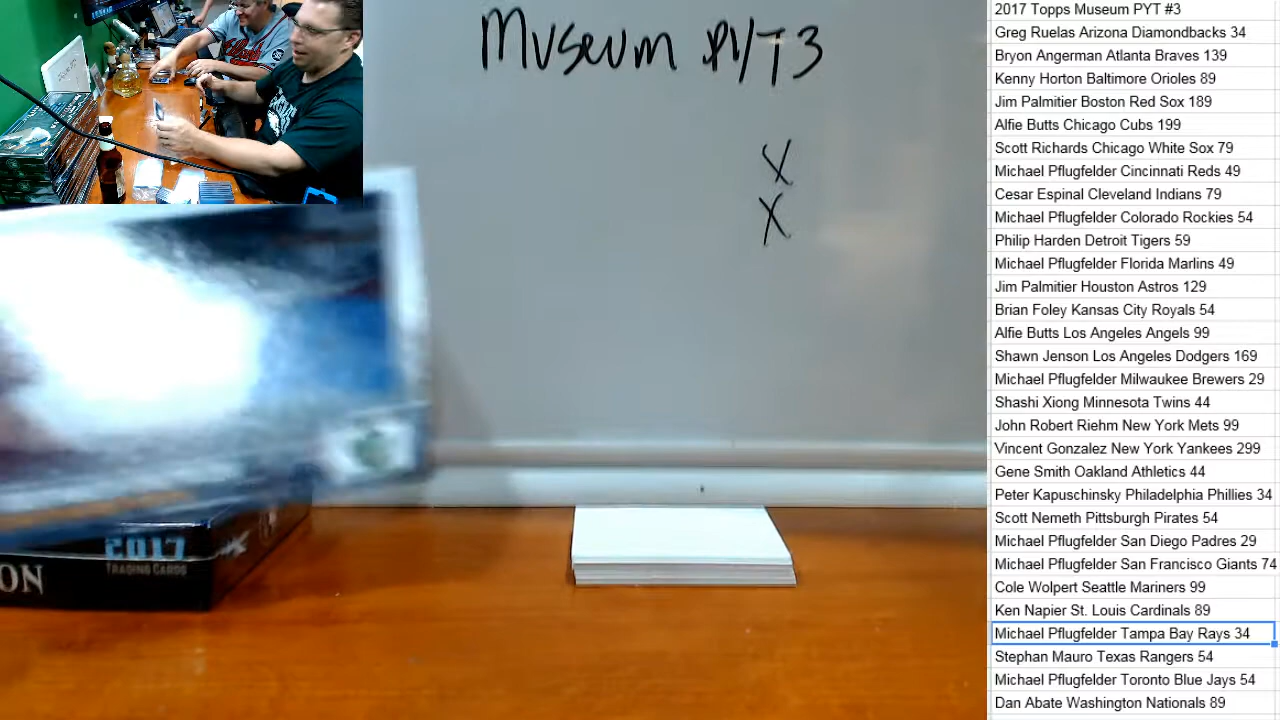 Museum PYT3
X
X
2017
TRADING CARDS
ON
2017 Topps Museum PYT #3
Greg Ruelas Arizona Diamondbacks 34
Bryon Angerman Atlanta Braves 139
Kenny Horton Baltimore Orioles 89
Jim Palmitier Boston Red Sox 189
Alfie Butts Chicago Cubs 199
Scott Richards Chicago White Sox 79
Michael Pflugfelder Cincinnati Reds 49
Cesar Espinal Cleveland Indians 79
Michael Pflugfelder Colorado Rockies 54
Philip Harden Detroit Tigers 59
Michael Pflugfelder Florida Marlins 49
Jim Palmitier Houston Astros 129
Brian Foley Kansas City Royals 54
Alfie Butts Los Angeles Angels 99
Shawn Jenson Los Angeles Dodgers 169
Michael Pflugfelder Milwaukee Brewers 29
Shashi Xiong Minnesota Twins 44
John Robert Riehm New York Mets 99
Vincent Gonzalez New York Yankees 299
Gene Smith Oakland Athletics 44
Peter Kapuschinsky Philadelphia Phillies 34
Scott Nemeth Pittsburgh Pirates 54
Michael Pflugfelder San Diego Padres 29
Michael Pflugfelder San Francisco Giants 74
Cole Wolpert Seattle Mariners 99
Ken Napier St. Louis Cardinals 89
Michael Pflugfelder Tampa Bay Rays 34
Stephan Mauro Texas Rangers 54
Michael Pflugfelder Toronto Blue Jays 54
Dan Abate Washington Nationals 89